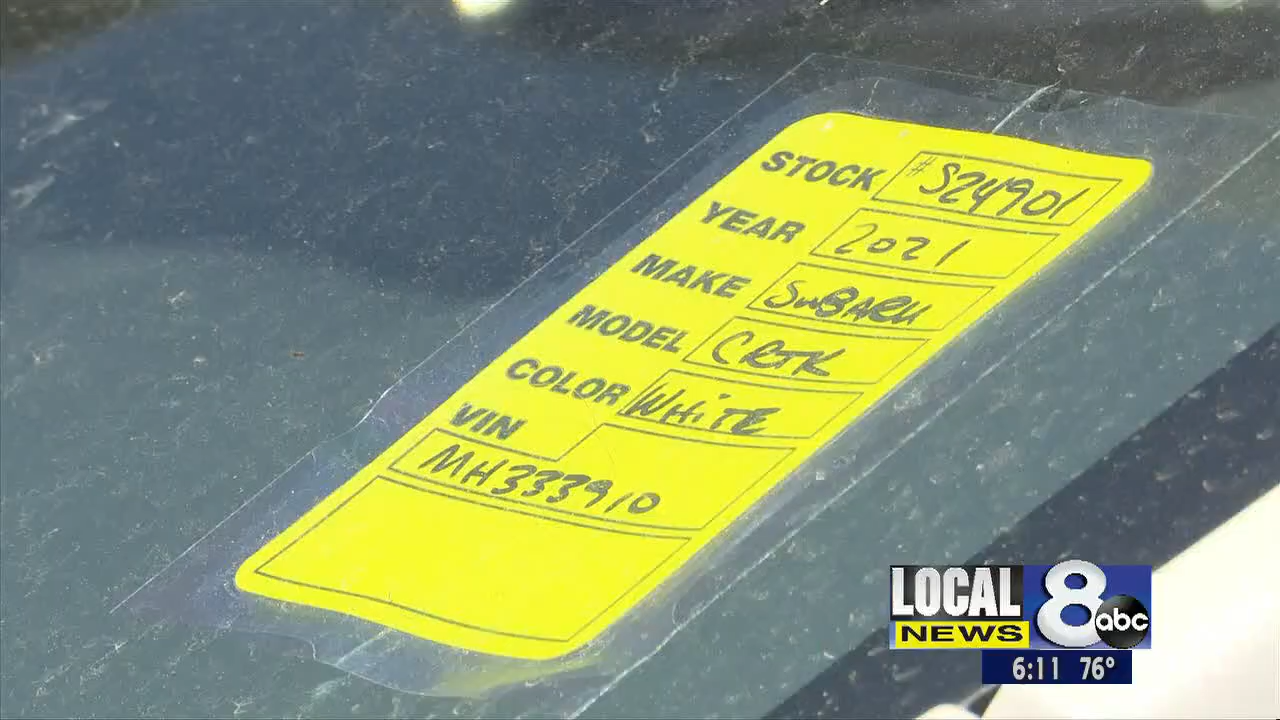 STOCK #S24901
YEAR 2021
MAKE SUBARU
MODEL CRTK
COLOR WHiTE
VIN
MH333910
LOCAL 8 abc
NEWS
6:11 76°